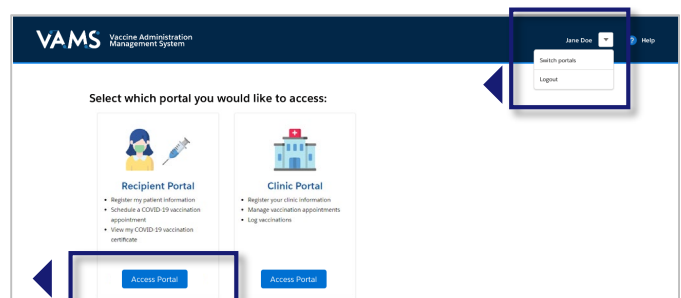 VAMS Vaccine Administration
Management System
Jane Doe
? Help
Switch portals
Logout
Select which portal you would like to access:
Recipient Portal
• Register my patient information
• Schedule a COVID-19 vaccination
appointment
• View my COVID-19 vaccination
certificate
Access Portal
Clinic Portal
• Register your clinic information
• Manage vaccination appointments
• Log vaccinations
Access Portal